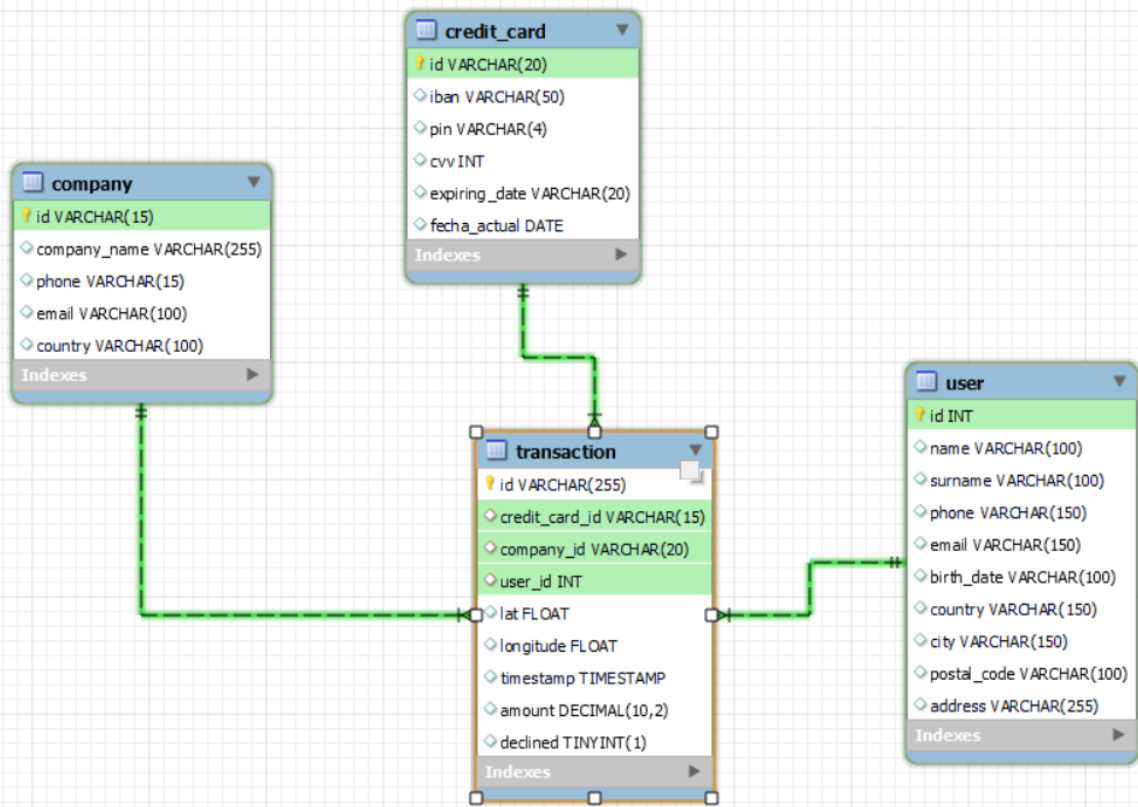 credit_card
id VARCHAR(20)
iban VARCHAR(50)
pin VARCHAR(4)
cvv INT
expiring_date VARCHAR(20)
fecha_actual DATE
Indexes
company
id VARCHAR(15)
company_name VARCHAR(255)
phone VARCHAR(15)
email VARCHAR(100)
country VARCHAR(100)
Indexes
transaction
id VARCHAR(255)
credit_card_id VARCHAR(15)
company_id VARCHAR(20)
user_id INT
lat FLOAT
longitude FLOAT
timestamp TIMESTAMP
amount DECIMAL(10,2)
declined TINYINT(1)
Indexes
user
id INT
name VARCHAR(100)
surname VARCHAR(100)
phone VARCHAR(150)
email VARCHAR(150)
birth_date VARCHAR(100)
country VARCHAR(150)
city VARCHAR(150)
postal_code VARCHAR(100)
address VARCHAR(255)
Indexes